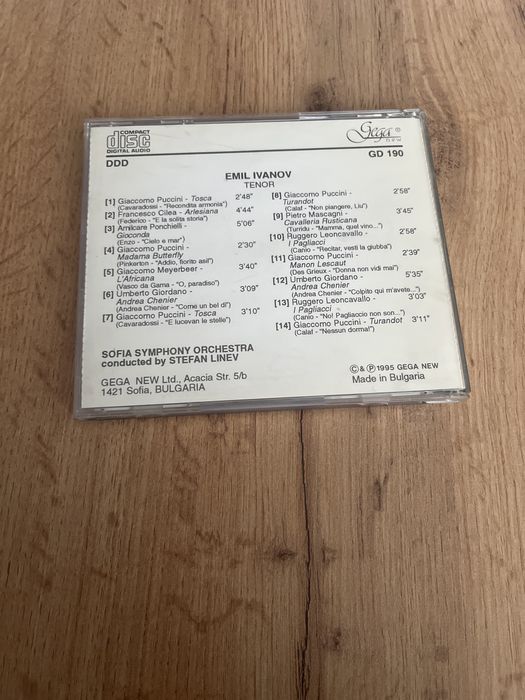 COMPACT
disc
DIGITAL AUDIO
Gega ®
new
DDD
GD 190
EMIL IVANOV
TENOR
[1] Giaccomo Puccini - Tosca 2'48"
(Cavaradossi - "Recondita armonia")
[2] Francesco Cilea - Arlesiana 4'44"
(Federico - "E la solita storia")
[3] Amilcare Ponchielli - 5'06"
Gioconda
(Enzo - "Cielo e mar")
[4] Giaccomo Puccini - 2'30"
Madama Butterfly
(Pinkerton - "Addio, fiorito asil")
[5] Giacomo Meyerbeer - 3'40"
L'Africana
(Vasco da Gama - "O, paradiso")
[6] Umberto Giordano - 3'09"
Andrea Chenier
(Andrea Chenier - "Come un bel di")
[7] Giaccomo Puccini - Tosca 3'10"
(Cavaradossi - "E lucevan le stelle")
[8] Giaccomo Puccini - 2'58"
Turandot
(Calaf - "Non piangere, Liu")
[9] Pietro Mascagni - 3'45"
Cavalleria Rusticana
(Turridu - "Mamma, quel vino...")
[10] Ruggero Leoncavallo - 2'58"
I Pagliacci
(Canio - "Recitar, vesti la giubba")
[11] Giaccomo Puccini - 2'39"
Manon Lescaut
(Des Grieux - "Donna non vidi mai")
[12] Umberto Giordano - 5'35"
Andrea Chenier
(Andrea Chenier - "Colpito qui m'avete...")
[13] Ruggero Leoncavallo - 3'03"
I Pagliacci
(Canio - "No! Pagliaccio non son...")
[14] Giaccomo Puccini - Turandot 3'11"
(Calaf - "Nessun dorma!")
SOFIA SYMPHONY ORCHESTRA
conducted by STEFAN LINEV
GEGA NEW Ltd., Acacia Str. 5/b
1421 Sofia, BULGARIA
© & ℗ 1995 GEGA NEW
Made in Bulgaria